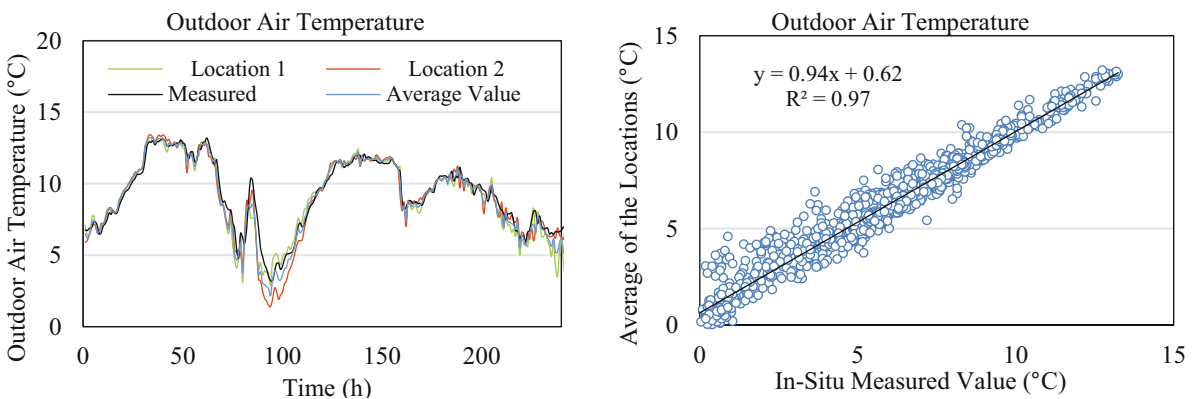 Outdoor Air Temperature
Outdoor Air Temperature (°C)
20
15
10
5
0
Location 1
Location 2
Measured
Average Value
0
50
100
150
200
Time (h)
Outdoor Air Temperature
Average of the Locations (°C)
15
10
5
0
y = 0.94x + 0.62
R² = 0.97
0
5
10
15
In-Situ Measured Value (°C)